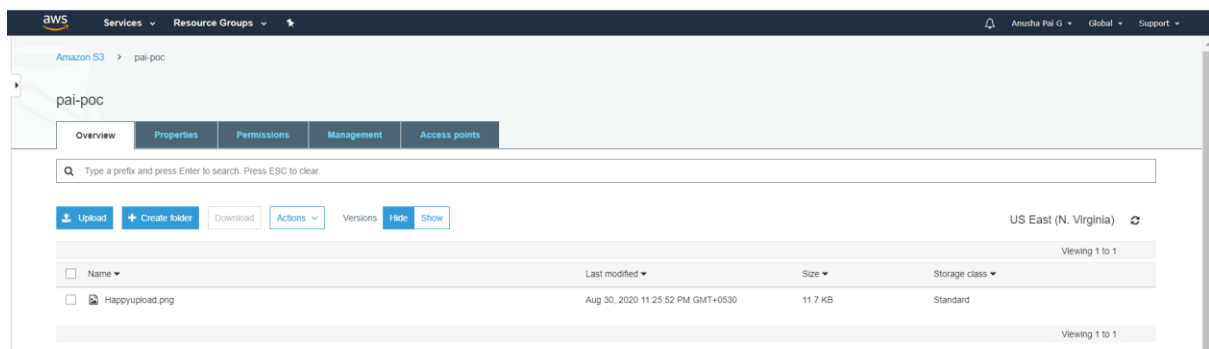 aws Services Resource Groups Anusha Pai G Global Support
Amazon S3 > pai-poc
pai-poc
Overview Properties Permissions Management Access points
Type a prefix and press Enter to search. Press ESC to clear.
Upload + Create folder Download Actions Versions Hide Show US East (N. Virginia)
Viewing 1 to 1
Name Last modified Size Storage class
Happyupload.png Aug 30, 2020 11:25:52 PM GMT+0530 11.7 KB Standard
Viewing 1 to 1